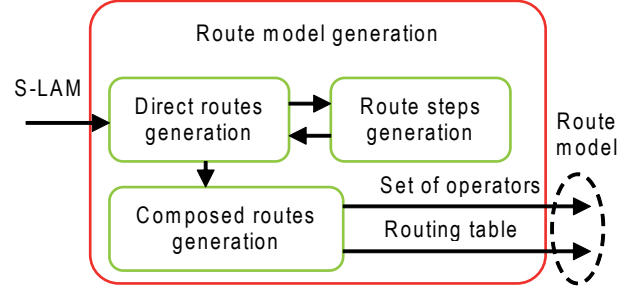 Route model generation
S-LAM
Direct routes
generation
Route steps
generation
Route
model
Composed routes
generation
Set of operators
Routing table